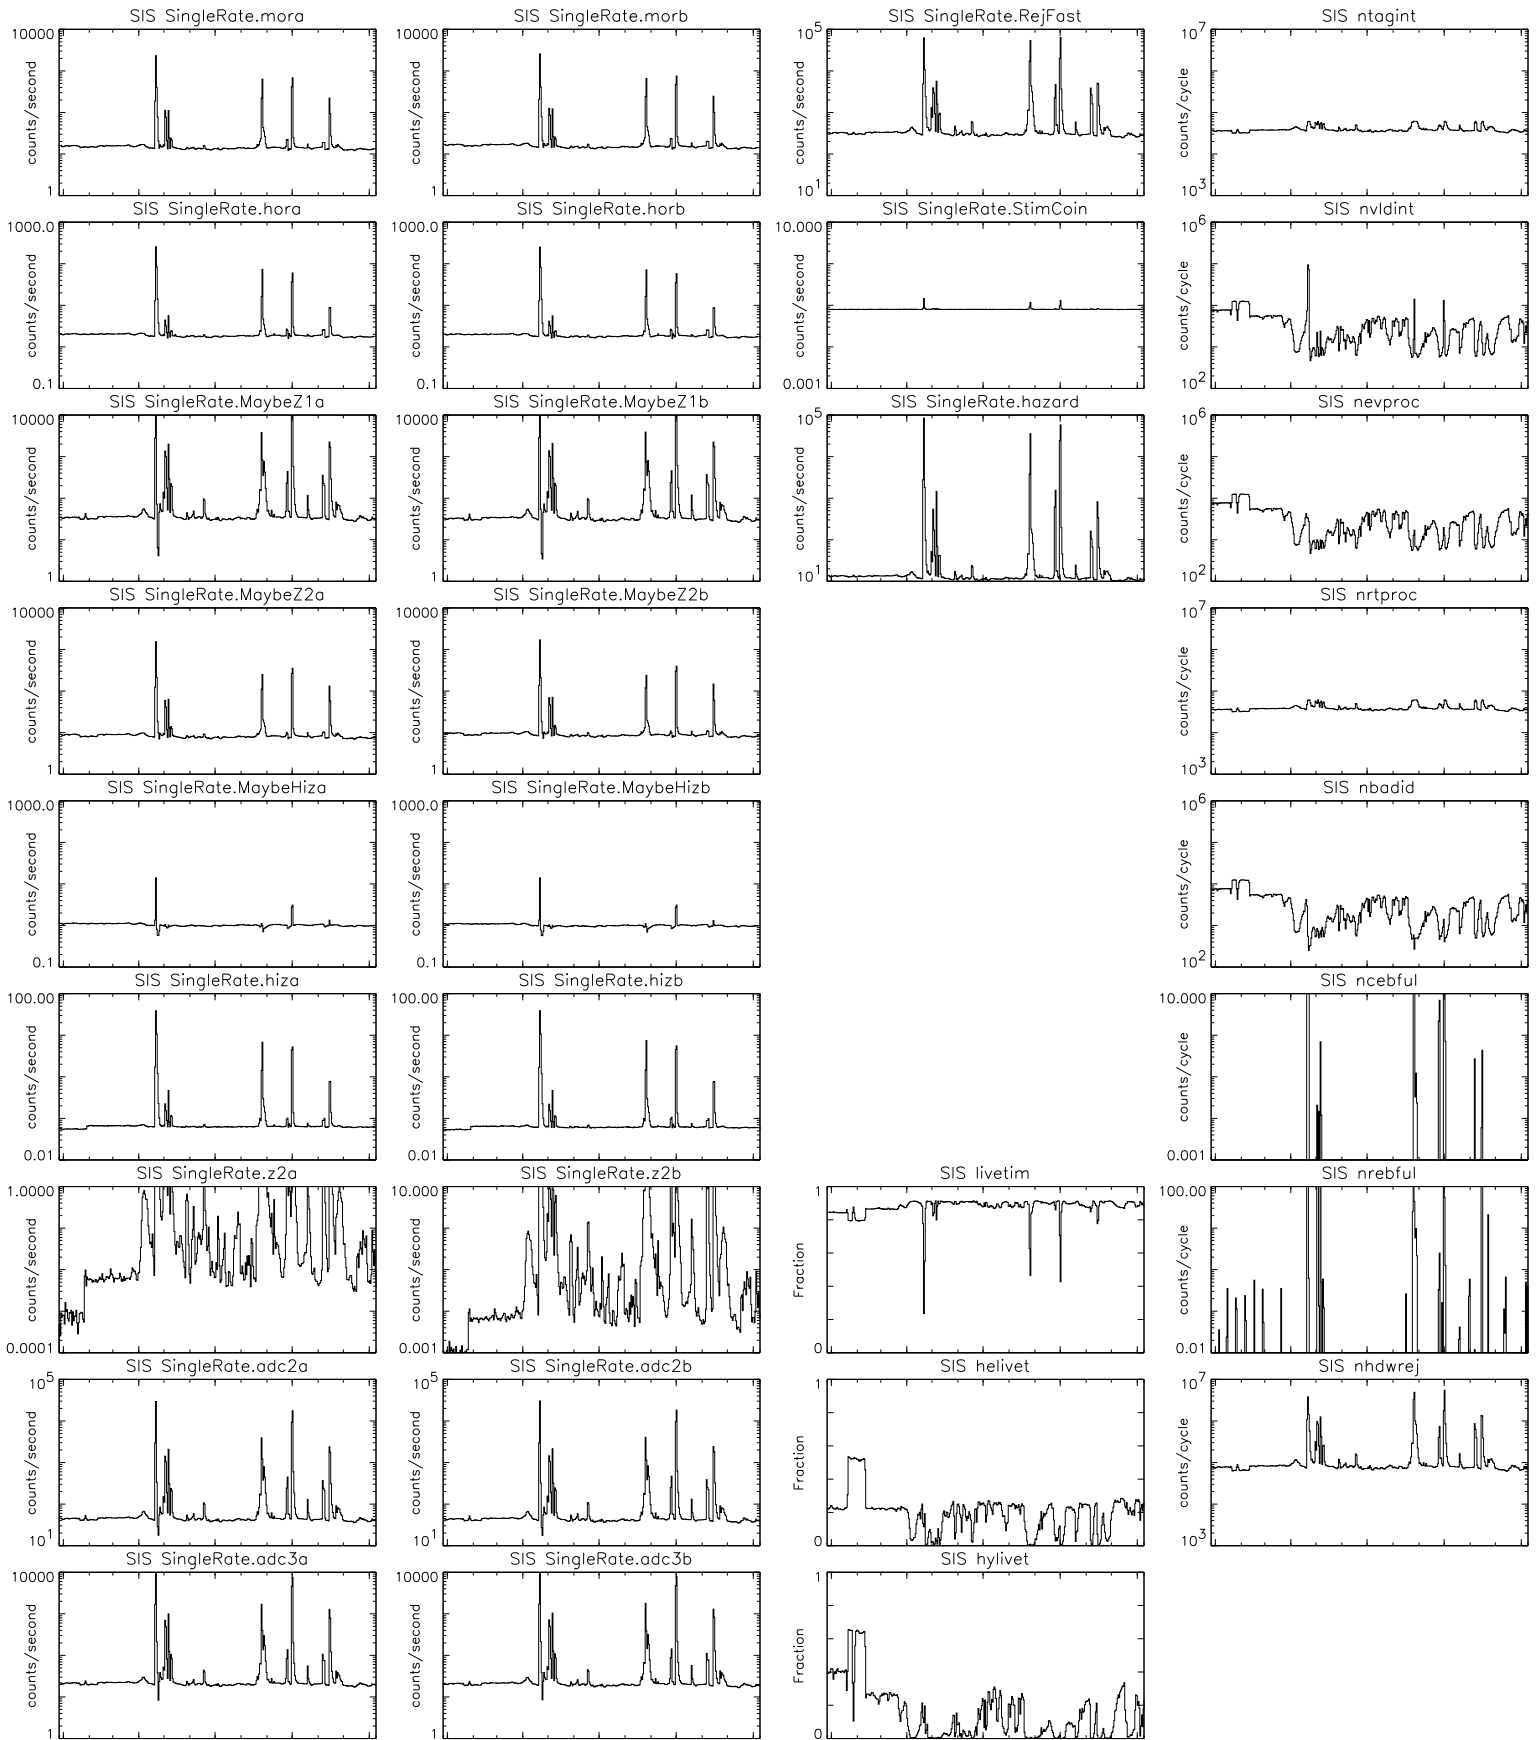 SIS SingleRate.mora
10000
counts/second
1
SIS SingleRate.morb
10000
counts/second
1
SIS SingleRate.RejFast
10^5
counts/second
10^1
SIS ntagint
10^7
counts/cycle
10^3
SIS SingleRate.hora
1000.0
counts/second
0.1
SIS SingleRate.horb
1000.0
counts/second
0.1
SIS SingleRate.StimCoin
10.000
counts/second
0.001
SIS nvldint
10^6
counts/cycle
10^2
SIS SingleRate.MaybeZ1a
10000
counts/second
1
SIS SingleRate.MaybeZ1b
10000
counts/second
1
SIS SingleRate.hazard
10^5
counts/second
10^1
SIS nevproc
10^6
counts/cycle
10^2
SIS SingleRate.MaybeZ2a
10000
counts/second
1
SIS SingleRate.MaybeZ2b
10000
counts/second
1
SIS nrtproc
10^7
counts/cycle
10^3
SIS SingleRate.MaybeHiza
1000.0
counts/second
0.1
SIS SingleRate.MaybeHizb
1000.0
counts/second
0.1
SIS nbadid
10^6
counts/cycle
10^2
SIS SingleRate.hiza
100.00
counts/second
0.01
SIS SingleRate.hizb
100.00
counts/second
0.01
SIS ncebful
10.000
counts/cycle
0.001
SIS SingleRate.z2a
1.0000
counts/second
0.0001
SIS SingleRate.z2b
10.000
counts/second
0.001
SIS livetim
1
Fraction
0
SIS nrebful
100.00
counts/cycle
0.01
SIS SingleRate.adc2a
10^5
counts/second
10^1
SIS SingleRate.adc2b
10^5
counts/second
10^1
SIS helivet
1
Fraction
0
SIS nhdwrej
10^7
counts/cycle
10^3
SIS SingleRate.adc3a
10000
counts/second
1
SIS SingleRate.adc3b
10000
counts/second
1
SIS hylivet
1
Fraction
0